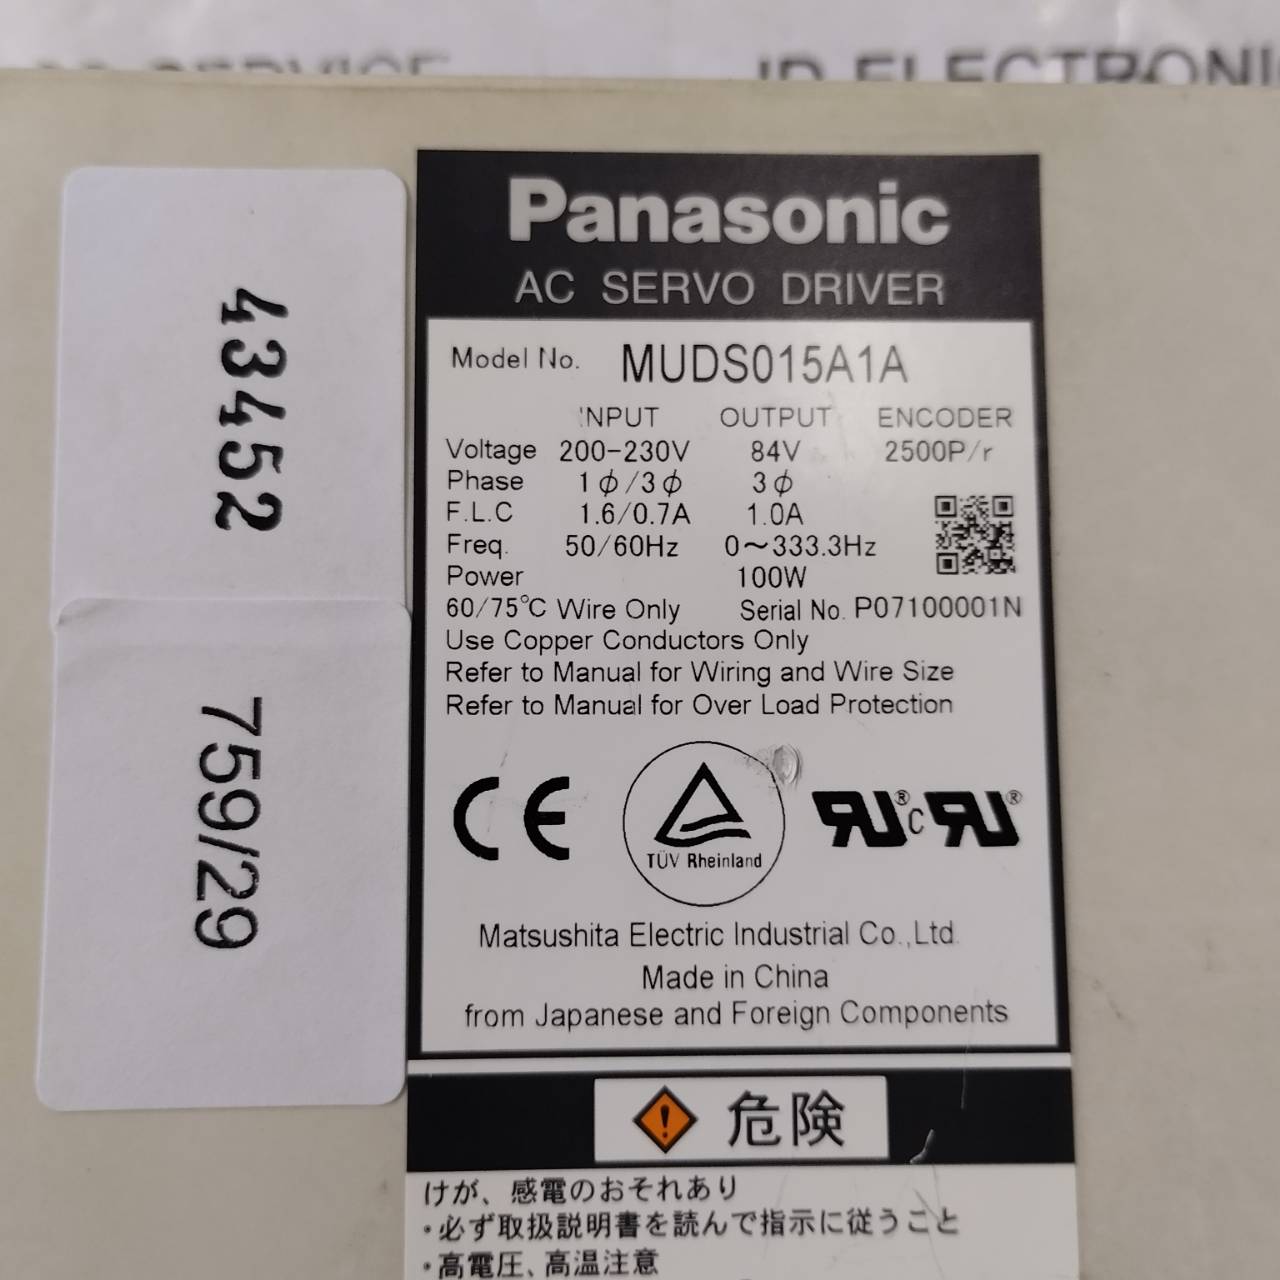 SERVICE
JD ELECTRONI
43452
759/29
Panasonic
AC SERVO DRIVER
Model No. MUDS015A1A
INPUT OUTPUT ENCODER
Voltage 200-230V 84V 2500P/r
Phase 1ϕ/3ϕ 3ϕ
F.L.C 1.6/0.7A 1.0A
Freq. 50/60Hz 0～333.3Hz
Power 100W
60/75℃ Wire Only Serial No. P07100001N
Use Copper Conductors Only
Refer to Manual for Wiring and Wire Size
Refer to Manual for Over Load Protection
CE
TÜV Rheinland
RU® c RU®
Matsushita Electric Industrial Co.,Ltd.
Made in China
from Japanese and Foreign Components
危険
けが、感電のおそれあり
・必ず取扱説明書を読んで指示に従うこと
・高電圧、高温注意